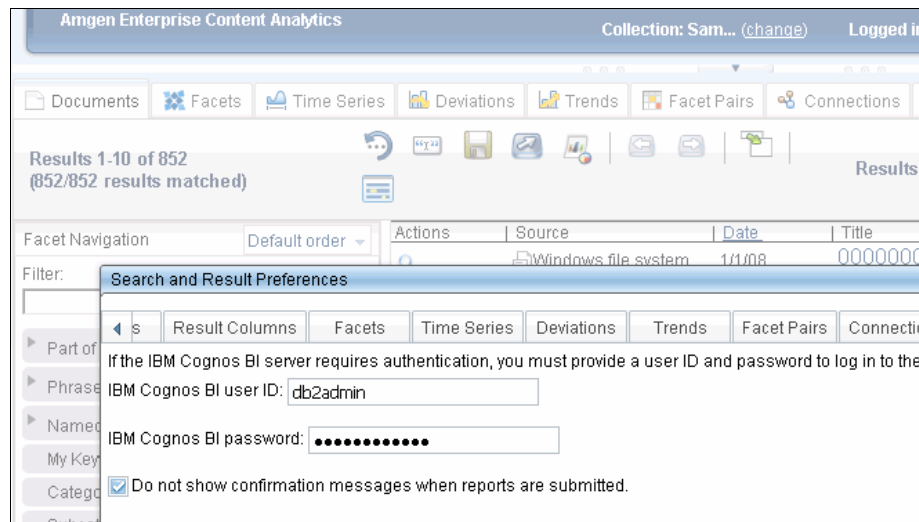 Amgen Enterprise Content Analytics
Collection: Sam... (change) Logged in
Documents Facets Time Series Deviations Trends Facet Pairs Connections
Results 1-10 of 852
(852/852 results matched)
Results
Facet Navigation Default order
Actions Source Date Title
Windows file system 1/1/08 0000000
Filter:
Search and Result Preferences
s Result Columns Facets Time Series Deviations Trends Facet Pairs Connecti
Part of
Phrase
Named
My Key
Catego
If the IBM Cognos BI server requires authentication, you must provide a user ID and password to log in to the
IBM Cognos BI user ID: db2admin
IBM Cognos BI password: ••••••••••••
Do not show confirmation messages when reports are submitted.